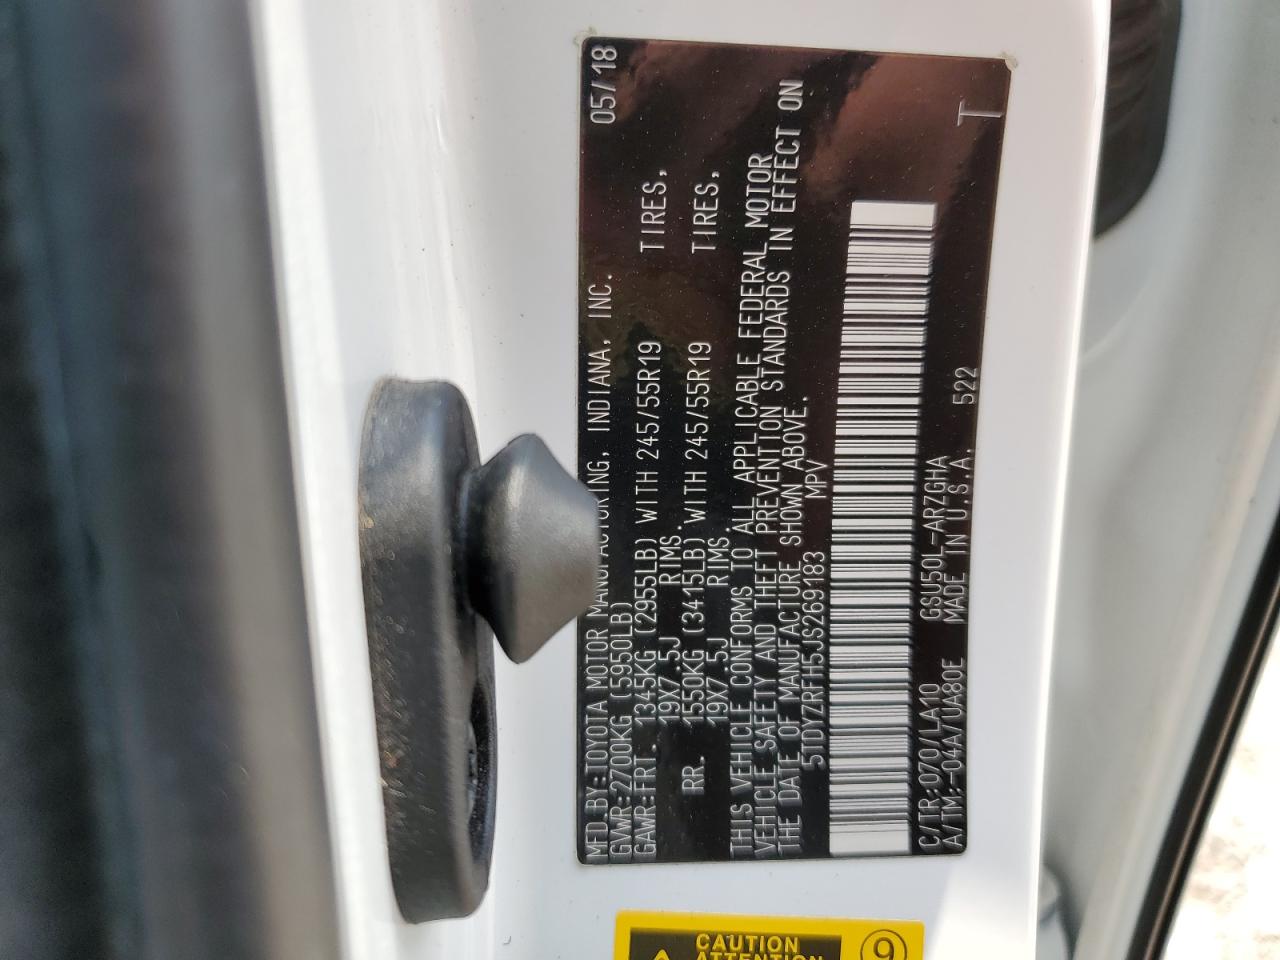 MFD.BY:TOYOTA MOTOR MANUFACTURING, INDIANA, INC. 05/18
GVWR:2700KG (5950LB)
GAWR:FRT. 1345KG (2955LB) WITH 245/55R19 TIRES,
19X7.5J RIMS.
RR. 1550KG (3415LB) WITH 245/55R19 TIRES,
19X7.5J RIMS.
THIS VEHICLE CONFORMS TO ALL APPLICABLE FEDERAL MOTOR
VEHICLE SAFETY AND THEFT PREVENTION STANDARDS IN EFFECT ON
THE DATE OF MANUFACTURE SHOWN ABOVE.
5TDYZRFH5JS269183 MPV
C/TR:070/LA10 GSU50L-ARZGHA T
A/TM:-04A/UA80E MADE IN U.S.A. 522
CAUTION 9
ATTENTION